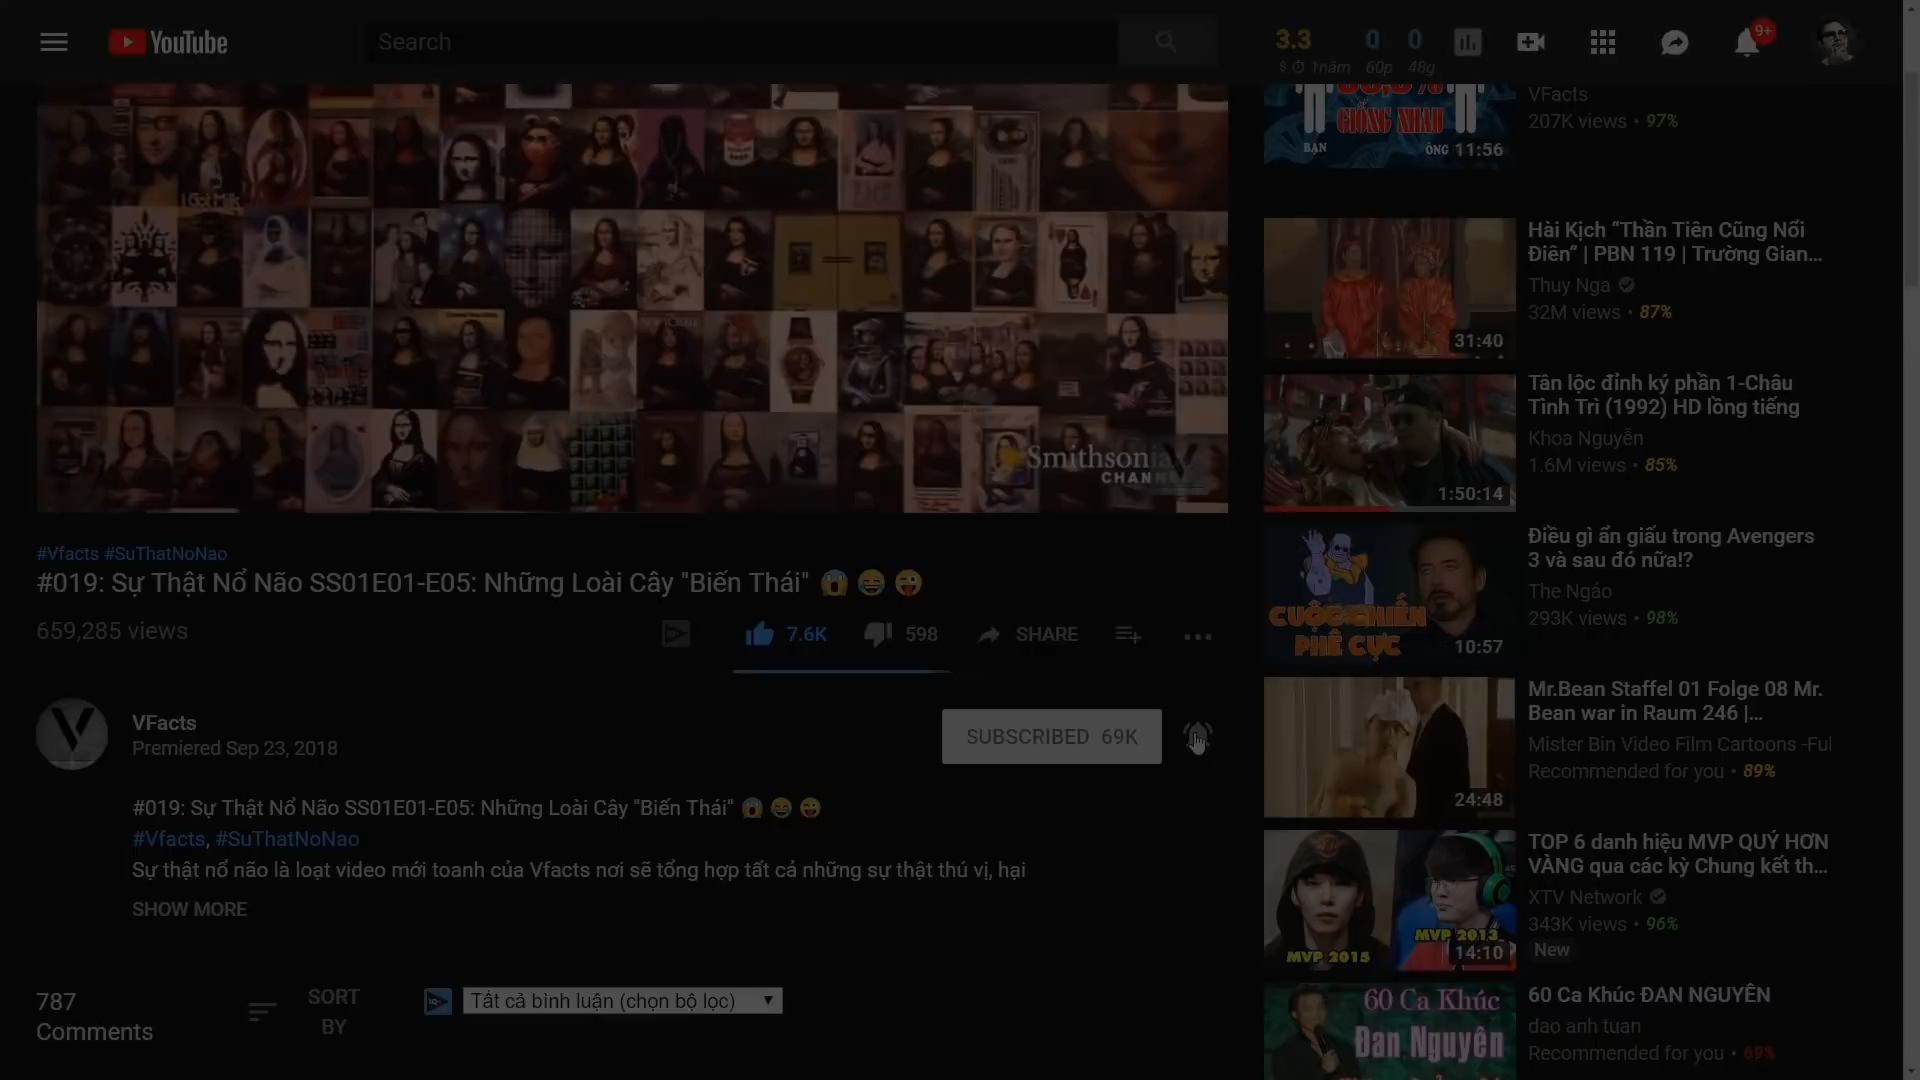 YouTube
Search
3.3
0
0
1năm
60p
48g
9+
Smithsonian
CHANNEL
#Vfacts #SuThatNoNao
#019: Sự Thật Nổ Não SS01E01-E05: Những Loài Cây "Biến Thái" 😱 😂 😜
659,285 views
7.6K
598
SHARE
VFacts
Premiered Sep 23, 2018
SUBSCRIBED 69K
#019: Sự Thật Nổ Não SS01E01-E05: Những Loài Cây "Biến Thái" 😱 😂 😜
#Vfacts, #SuThatNoNao
Sự thật nổ não là loạt video mới toanh của Vfacts nơi sẽ tổng hợp tất cả những sự thật thú vị, hại
SHOW MORE
787
Comments
SORT
BY
Tất cả bình luận (chọn bộ lọc)
GIỐNG NHAU
BẠN
ÔNG
11:56
VFacts
207K views • 97%
31:40
Hài Kịch “Thần Tiên Cũng Nổi
Điên” | PBN 119 | Trường Gian...
Thuy Nga
32M views • 87%
1:50:14
Tân lộc đỉnh ký phần 1-Châu
Tinh Trì (1992) HD lồng tiếng
Khoa Nguyễn
1.6M views • 85%
CUỘC CHIẾN
PHÊ CỰC
10:57
Điều gì ẩn giấu trong Avengers
3 và sau đó nữa!?
The Ngáo
293K views • 98%
24:48
Mr.Bean Staffel 01 Folge 08 Mr.
Bean war in Raum 246 |...
Mister Bin Video Film Cartoons -Ful
Recommended for you • 89%
MVP 2015
MVP 2013
14:10
TOP 6 danh hiệu MVP QUÝ HƠN
VÀNG qua các kỳ Chung kết th...
XTV Network
343K views • 96%
New
60 Ca Khúc
Đan Nguyên
60 Ca Khúc ĐAN NGUYÊN
dao anh tuan
Recommended for you • 69%